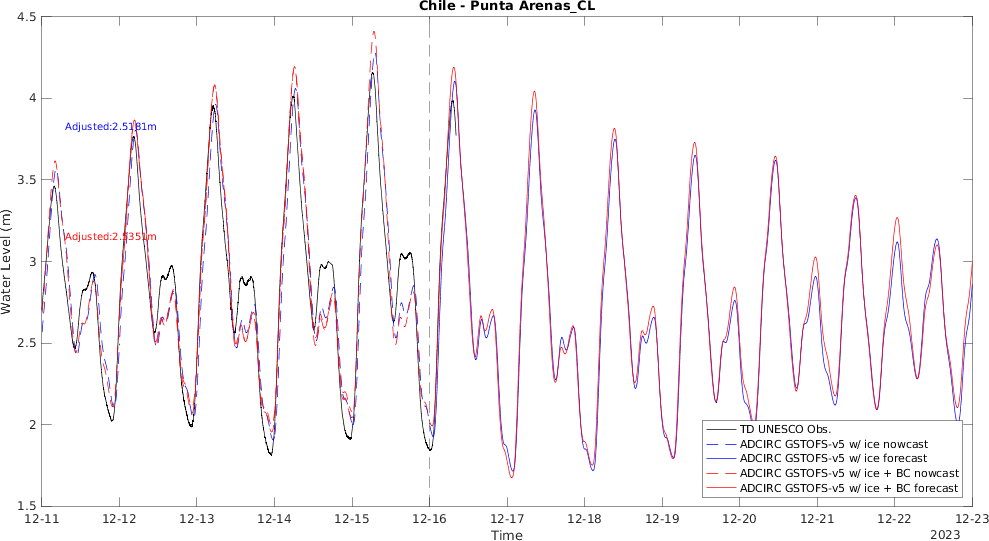 Chile - Punta Arenas_CL
4.5
4
3.5
3
2.5
2
1.5
Water Level (m)
Adjusted:2.5181m
Adjusted:2.5351m
TD UNESCO Obs.
ADCIRC GSTOFS-v5 w/ ice nowcast
ADCIRC GSTOFS-v5 w/ ice forecast
ADCIRC GSTOFS-v5 w/ ice + BC nowcast
ADCIRC GSTOFS-v5 w/ ice + BC forecast
12-11 12-12 12-13 12-14 12-15 12-16 12-17 12-18 12-19 12-20 12-21 12-22 12-23
Time
2023